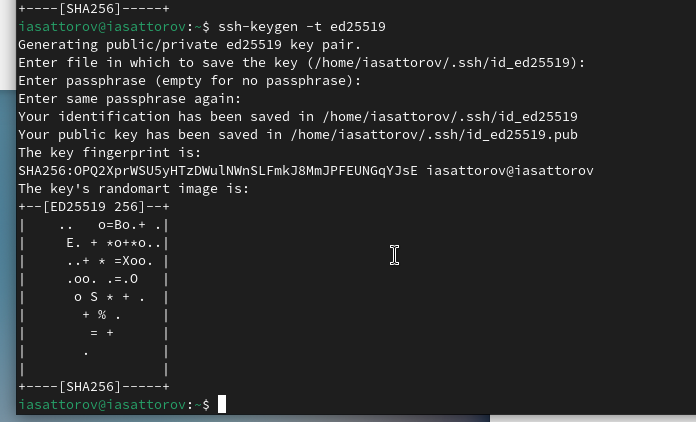 +----[SHA256]-----+
iasattorov@iasattorov:~$ ssh-keygen -t ed25519
Generating public/private ed25519 key pair.
Enter file in which to save the key (/home/iasattorov/.ssh/id_ed25519):
Enter passphrase (empty for no passphrase):
Enter same passphrase again:
Your identification has been saved in /home/iasattorov/.ssh/id_ed25519
Your public key has been saved in /home/iasattorov/.ssh/id_ed25519.pub
The key fingerprint is:
SHA256:OPQ2XprWSU5yHTzDWulNWnSLFmkJ8MmJPFEUNGqYJsE iasattorov@iasattorov
The key's randomart image is:
+--[ED25519 256]--+
|    ..   o=Bo.+ .|
|     E. + *o+*o..|
|     ..+ * =Xoo. |
|     .oo. .=.O   |
|      o S * + .  |
|       + % .     |
|        = +      |
|       .         |
|                 |
+----[SHA256]-----+
iasattorov@iasattorov:~$